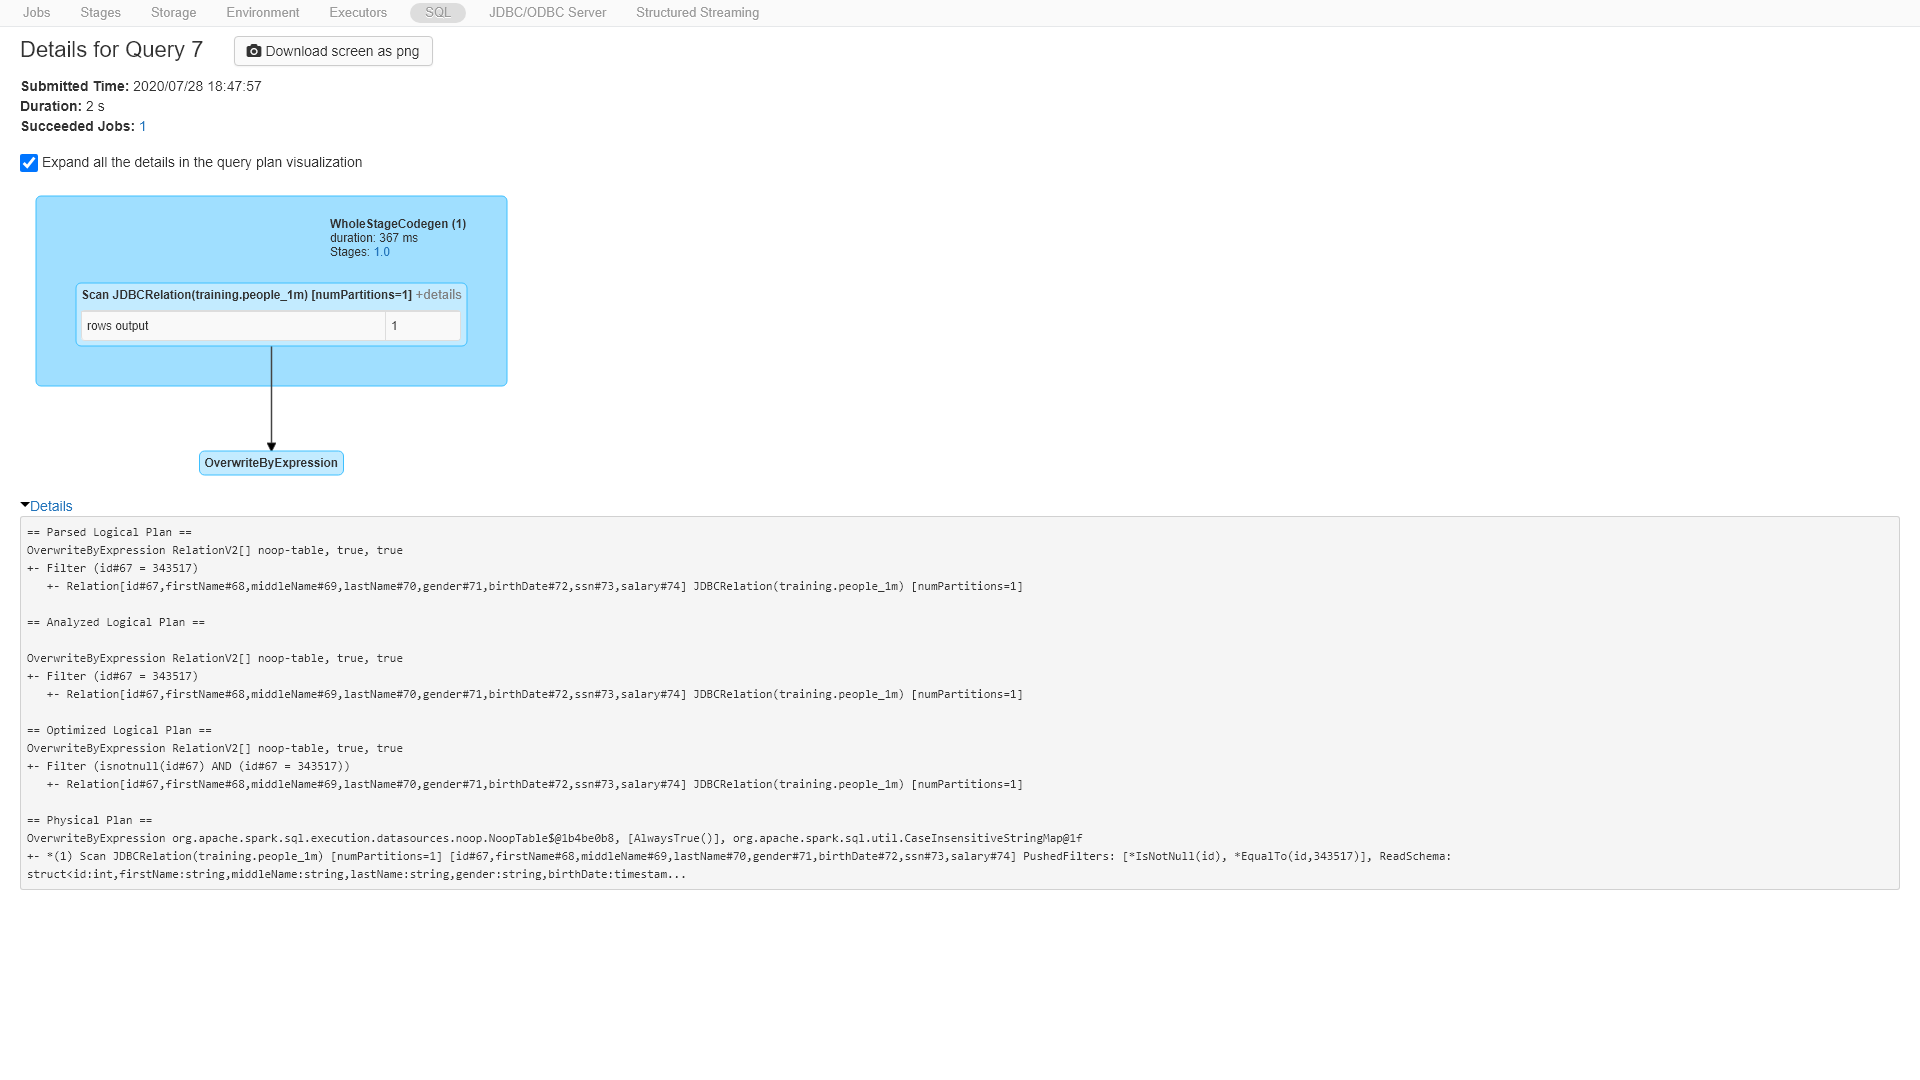 Jobs Stages Storage Environment Executors SQL JDBC/ODBC Server Structured Streaming
Details for Query 7 Download screen as png
Submitted Time: 2020/07/28 18:47:57
Duration: 2 s
Succeeded Jobs: 1
Expand all the details in the query plan visualization
WholeStageCodegen (1)
duration: 367 ms
Stages: 1.0
Scan JDBCRelation(training.people_1m) [numPartitions=1] +details
rows output 1
OverwriteByExpression
Details
== Parsed Logical Plan ==
OverwriteByExpression RelationV2[] noop-table, true, true
+- Filter (id#67 = 343517)
   +- Relation[id#67,firstName#68,middleName#69,lastName#70,gender#71,birthDate#72,ssn#73,salary#74] JDBCRelation(training.people_1m) [numPartitions=1]
== Analyzed Logical Plan ==
OverwriteByExpression RelationV2[] noop-table, true, true
+- Filter (id#67 = 343517)
   +- Relation[id#67,firstName#68,middleName#69,lastName#70,gender#71,birthDate#72,ssn#73,salary#74] JDBCRelation(training.people_1m) [numPartitions=1]
== Optimized Logical Plan ==
OverwriteByExpression RelationV2[] noop-table, true, true
+- Filter (isnotnull(id#67) AND (id#67 = 343517))
   +- Relation[id#67,firstName#68,middleName#69,lastName#70,gender#71,birthDate#72,ssn#73,salary#74] JDBCRelation(training.people_1m) [numPartitions=1]
== Physical Plan ==
OverwriteByExpression org.apache.spark.sql.execution.datasources.noop.NoopTable$@1b4be0b8, [AlwaysTrue()], org.apache.spark.sql.util.CaseInsensitiveStringMap@1f
+- *(1) Scan JDBCRelation(training.people_1m) [numPartitions=1] [id#67,firstName#68,middleName#69,lastName#70,gender#71,birthDate#72,ssn#73,salary#74] PushedFilters: [*IsNotNull(id), *EqualTo(id,343517)], ReadSchema:
struct<id:int,firstName:string,middleName:string,lastName:string,gender:string,birthDate:timestam...